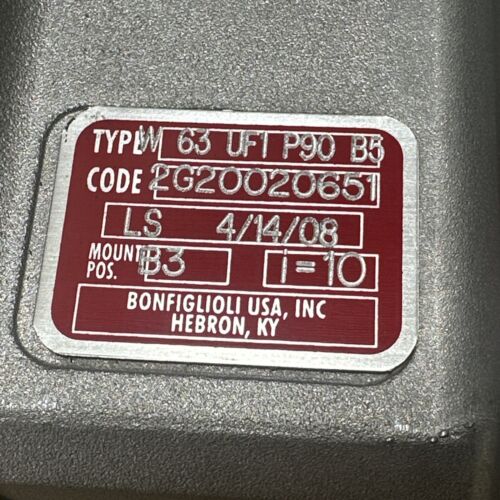 TYPE W 63 UF1 P90 B5
CODE 2G20020651
LS 4/14/08
MOUNT POS. B3 i=10
BONFIGLIOLI USA, INC
HEBRON, KY